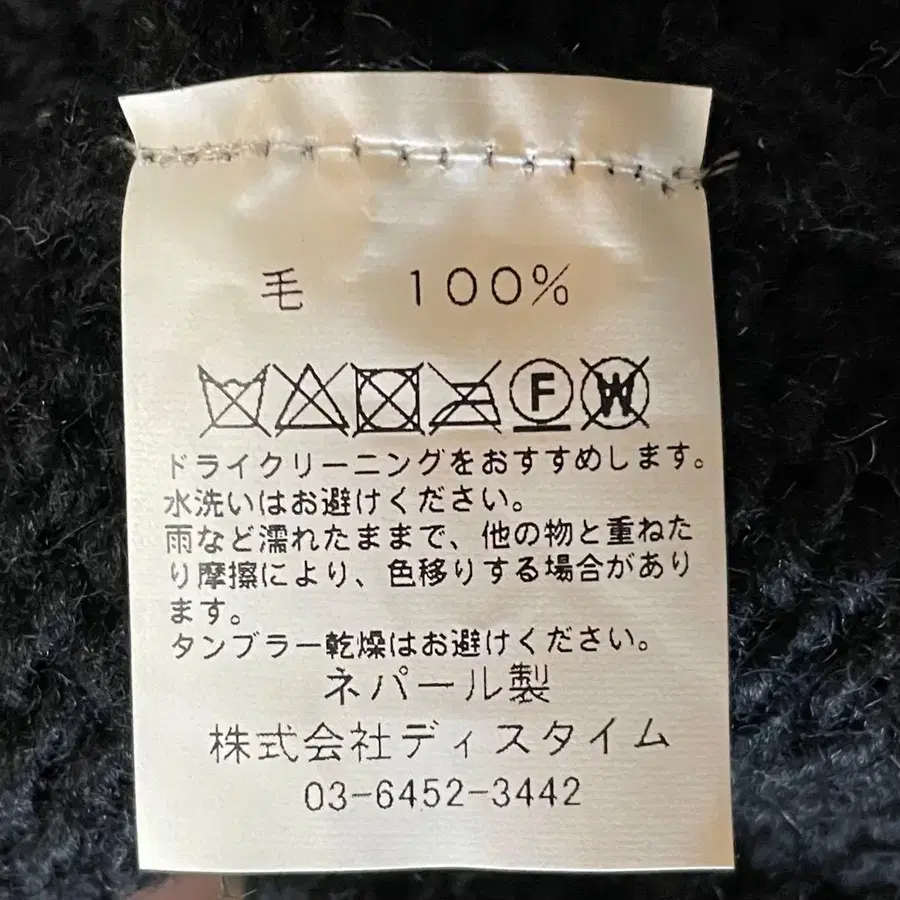 毛 100%
F W
ドライクリーニングをおすすめします。
水洗いはお避けください。
雨など濡れたままで、他の物と重ねた
り摩擦により、色移りする場合があり
ます。
タンブラー乾燥はお避けください。
ネパール製
株式会社ディスタイム
03-6452-3442